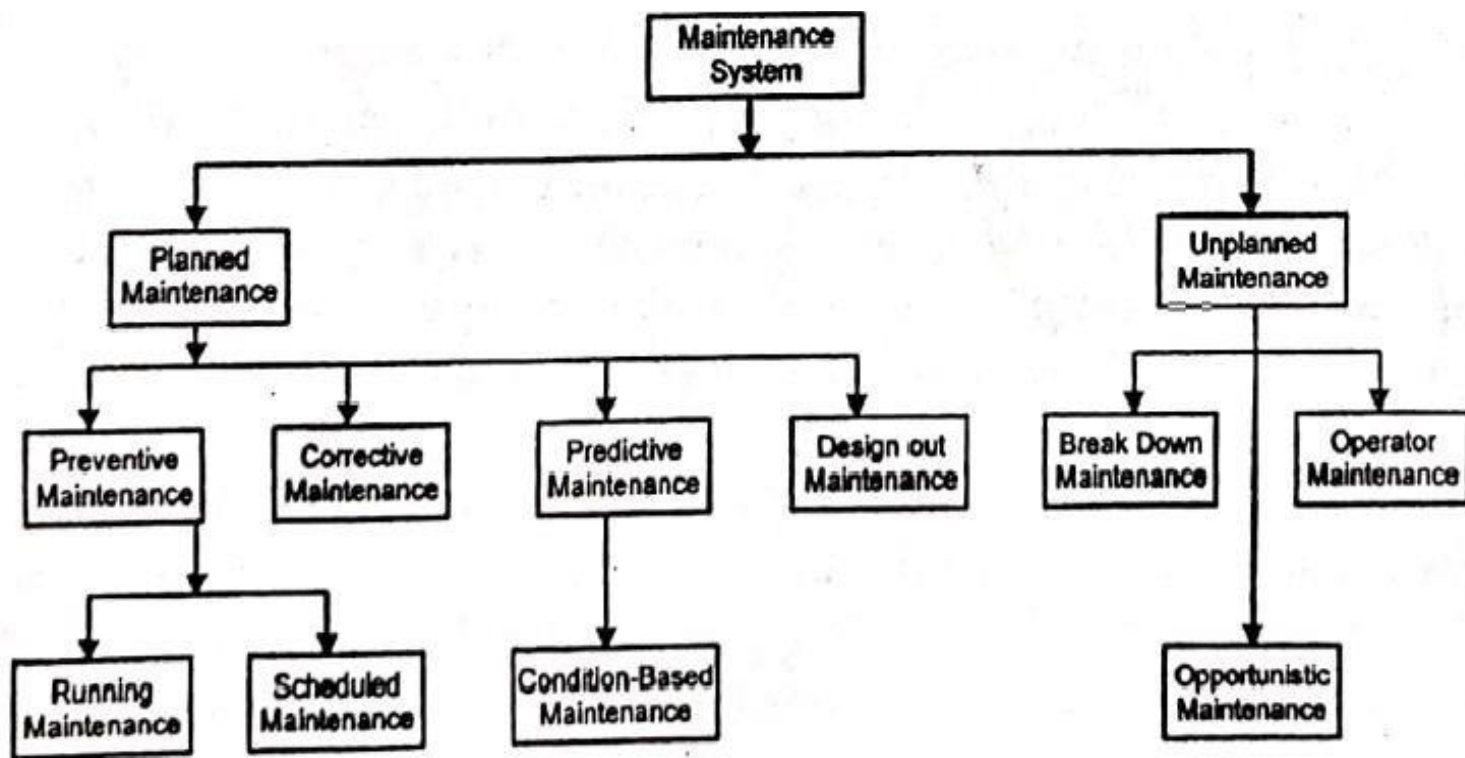 Maintenance
System
Planned
Maintenance
Unplanned
Maintenance
Preventive
Maintenance
Corrective
Maintenance
Predictive
Maintenance
Design out
Maintenance
Break Down
Maintenance
Operator
Maintenance
Running
Maintenance
Scheduled
Maintenance
Condition-Based
Maintenance
Opportunistic
Maintenance